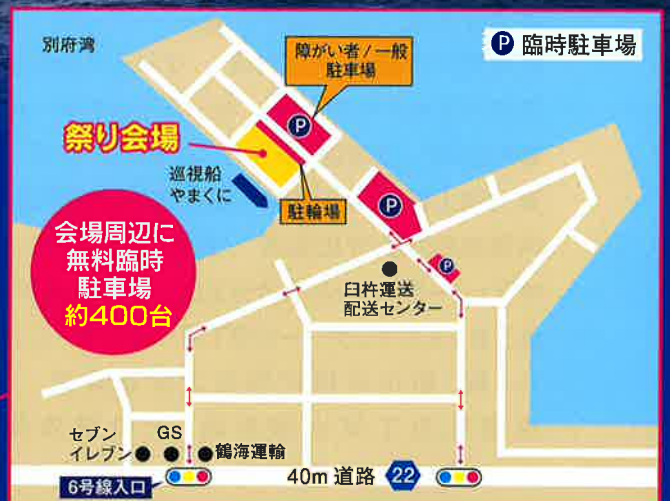 別府湾
障がい者/一般
駐車場
P 臨時駐車場
P
祭り会場
巡視船
やまくに
駐輪場
P
会場周辺に
無料臨時
駐車場
約400台
P
臼杵運送
配送センター
セブン
イレブン
GS
鶴海運輸
6号線入口
40m 道路 22